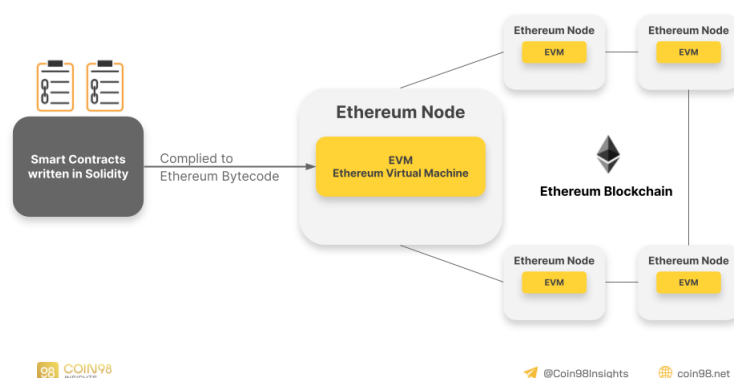 Smart Contracts
written in Solidity
Complied to
Ethereum Bytecode
Ethereum Node
EVM
Ethereum Virtual Machine
Ethereum Node
EVM
Ethereum Node
EVM
Ethereum Blockchain
Ethereum Node
EVM
Ethereum Node
EVM
98 COIN98
INSIGHTS
@Coin98Insights
coin98.net